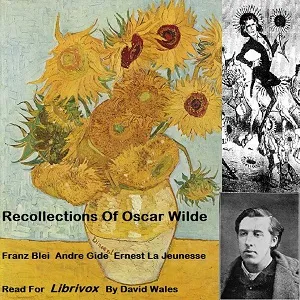 Recollections Of Oscar Wilde
Franz Blei Andre Gide Ernest La Jeunesse
Read For Librivox By David Wales